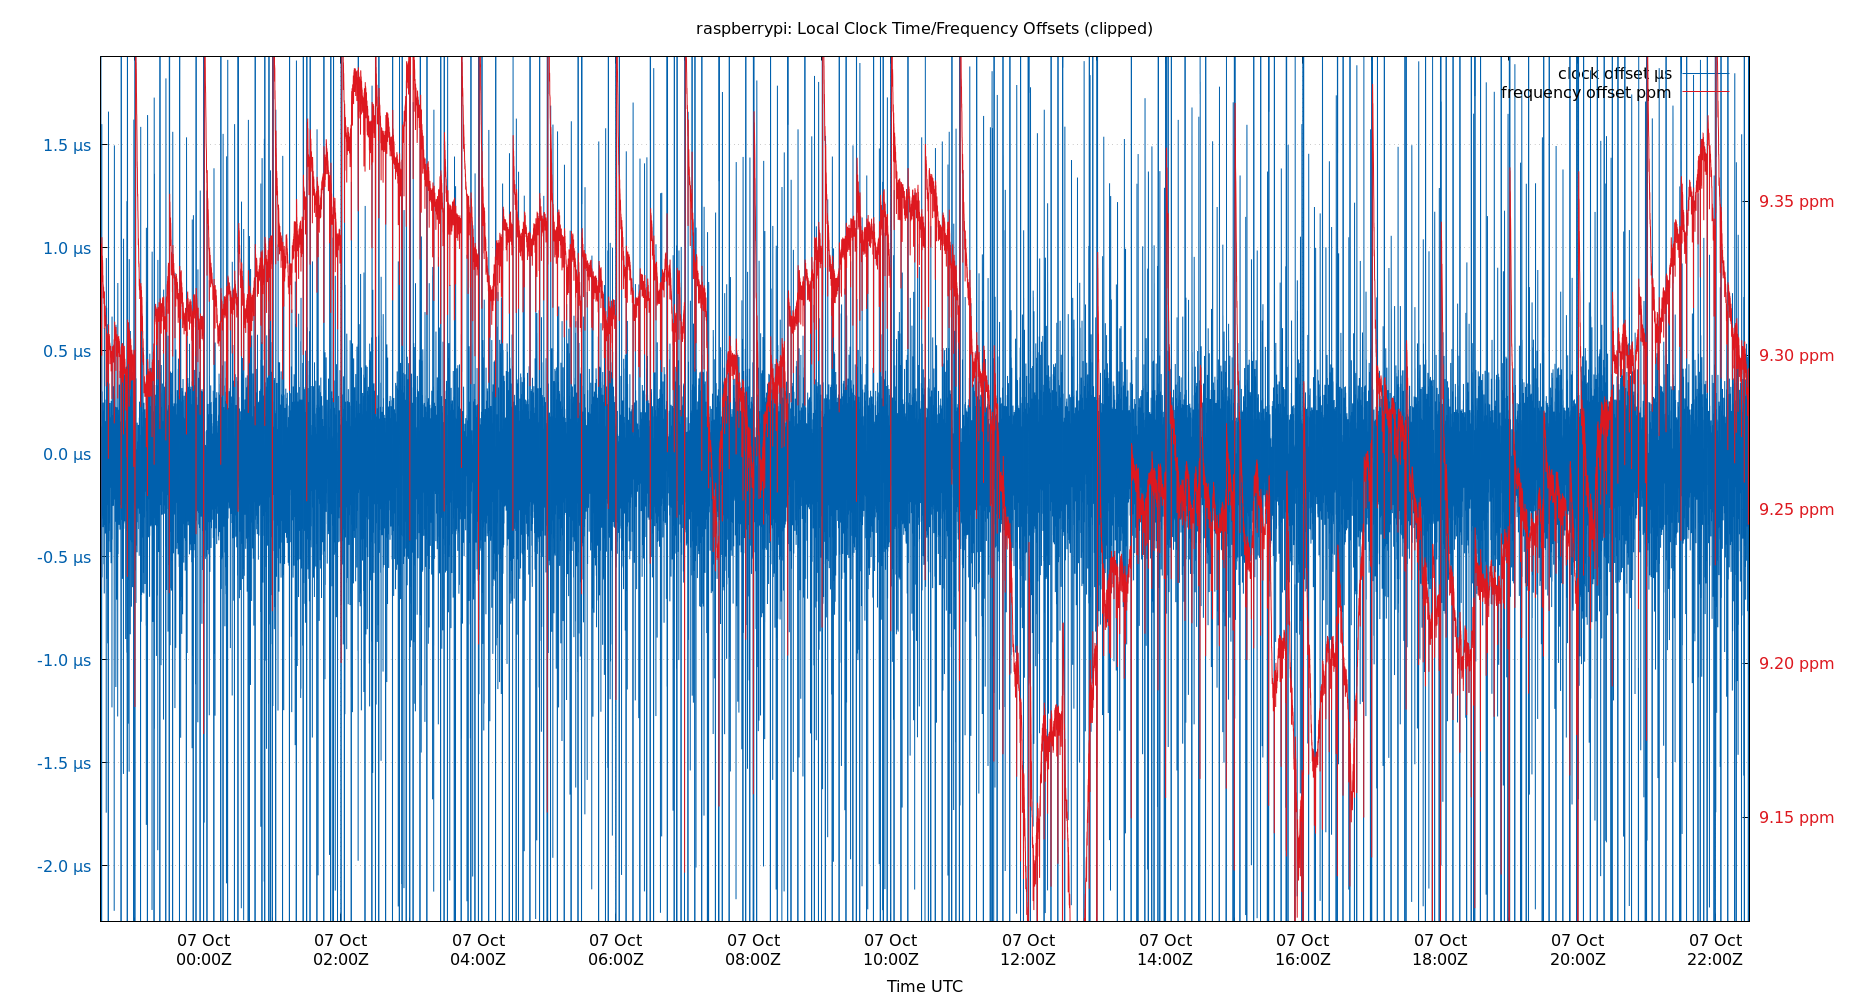 raspberrypi: Local Clock Time/Frequency Offsets (clipped)
clock offset µs
frequency offset ppm
1.5 µs
1.0 µs
0.5 µs
0.0 µs
-0.5 µs
-1.0 µs
-1.5 µs
-2.0 µs
9.35 ppm
9.30 ppm
9.25 ppm
9.20 ppm
9.15 ppm
07 Oct 07 Oct 07 Oct 07 Oct 07 Oct 07 Oct 07 Oct 07 Oct 07 Oct 07 Oct 07 Oct 07 Oct
00:00Z 02:00Z 04:00Z 06:00Z 08:00Z 10:00Z 12:00Z 14:00Z 16:00Z 18:00Z 20:00Z 22:00Z
Time UTC